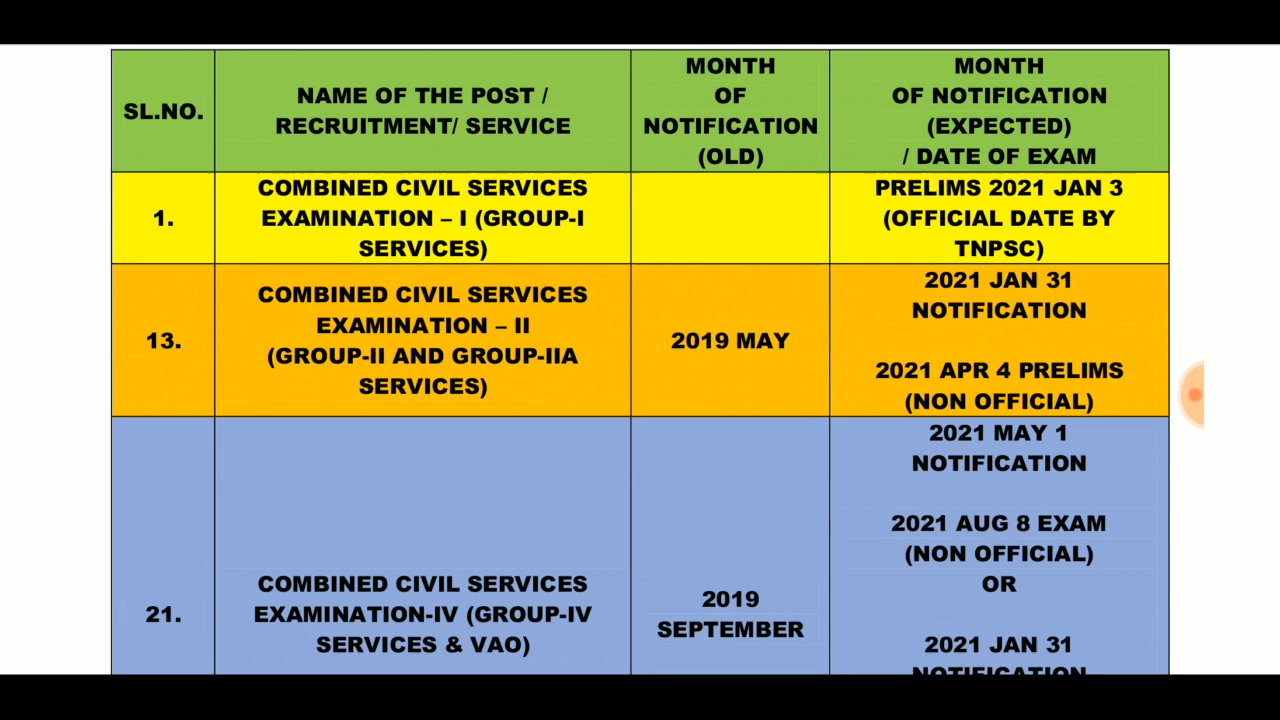 SL.NO.
NAME OF THE POST /
RECRUITMENT/ SERVICE
MONTH
OF
NOTIFICATION
(OLD)
MONTH
OF NOTIFICATION
(EXPECTED)
/ DATE OF EXAM
1.
COMBINED CIVIL SERVICES
EXAMINATION – I (GROUP-I
SERVICES)
PRELIMS 2021 JAN 3
(OFFICIAL DATE BY
TNPSC)
13.
COMBINED CIVIL SERVICES
EXAMINATION – II
(GROUP-II AND GROUP-IIA
SERVICES)
2019 MAY
2021 JAN 31
NOTIFICATION
2021 APR 4 PRELIMS
(NON OFFICIAL)
21.
COMBINED CIVIL SERVICES
EXAMINATION-IV (GROUP-IV
SERVICES & VAO)
2019
SEPTEMBER
2021 MAY 1
NOTIFICATION
2021 AUG 8 EXAM
(NON OFFICIAL)
OR
2021 JAN 31
NOTIFICATION